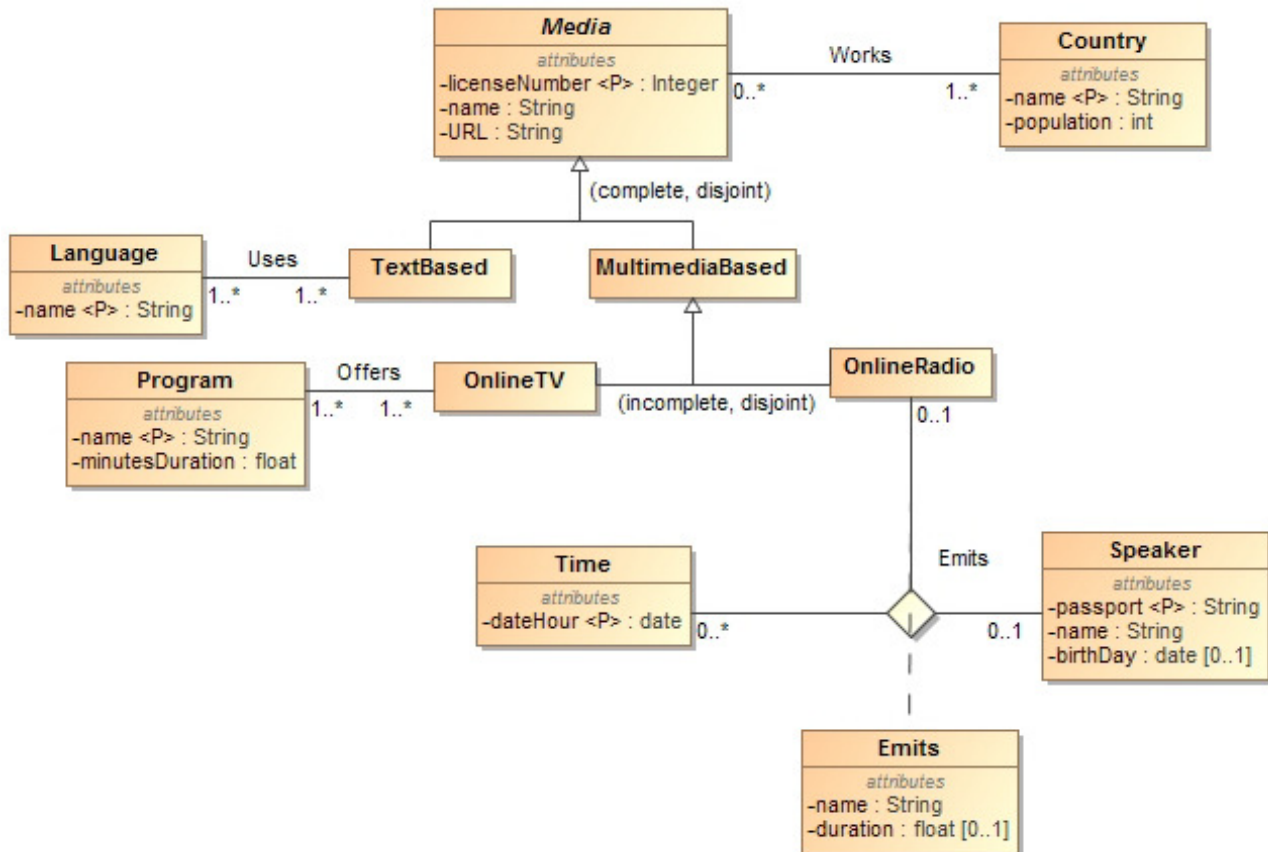 Media
attributes
-licenseNumber <P> : Integer
-name : String
-URL : String
Works
0..*
1..*
Country
attributes
-name <P> : String
-population : int
(complete, disjoint)
Language
attributes
-name <P> : String
Uses
1..*
1..*
TextBased
MultimediaBased
Program
attributes
-name <P> : String
-minutesDuration : float
Offers
1..*
1..*
OnlineTV
(incomplete, disjoint)
OnlineRadio
0..1
Time
attributes
-dateHour <P> : date
0..*
Emits
0..1
Speaker
attributes
-passport <P> : String
-name : String
-birthDay : date [0..1]
Emits
attributes
-name : String
-duration : float [0..1]